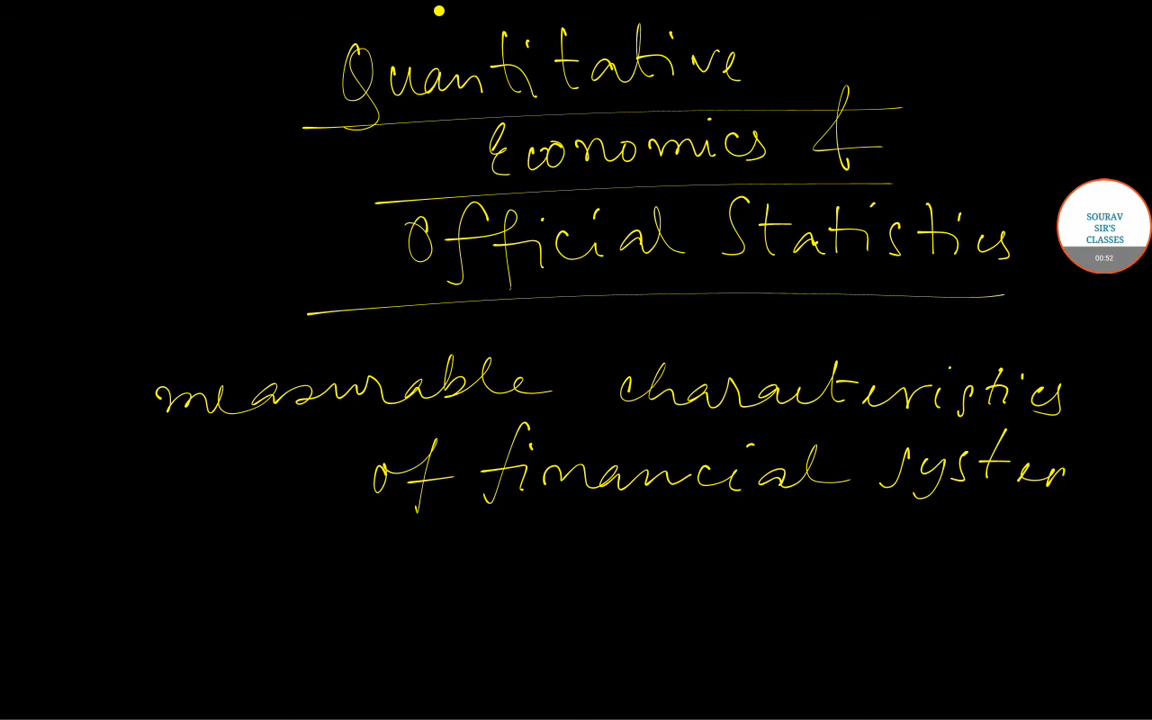 Quantitative
Economics &
Official Statistics
SOURAV
SIR'S
CLASSES
00:52
measurable characteristics
of financial system